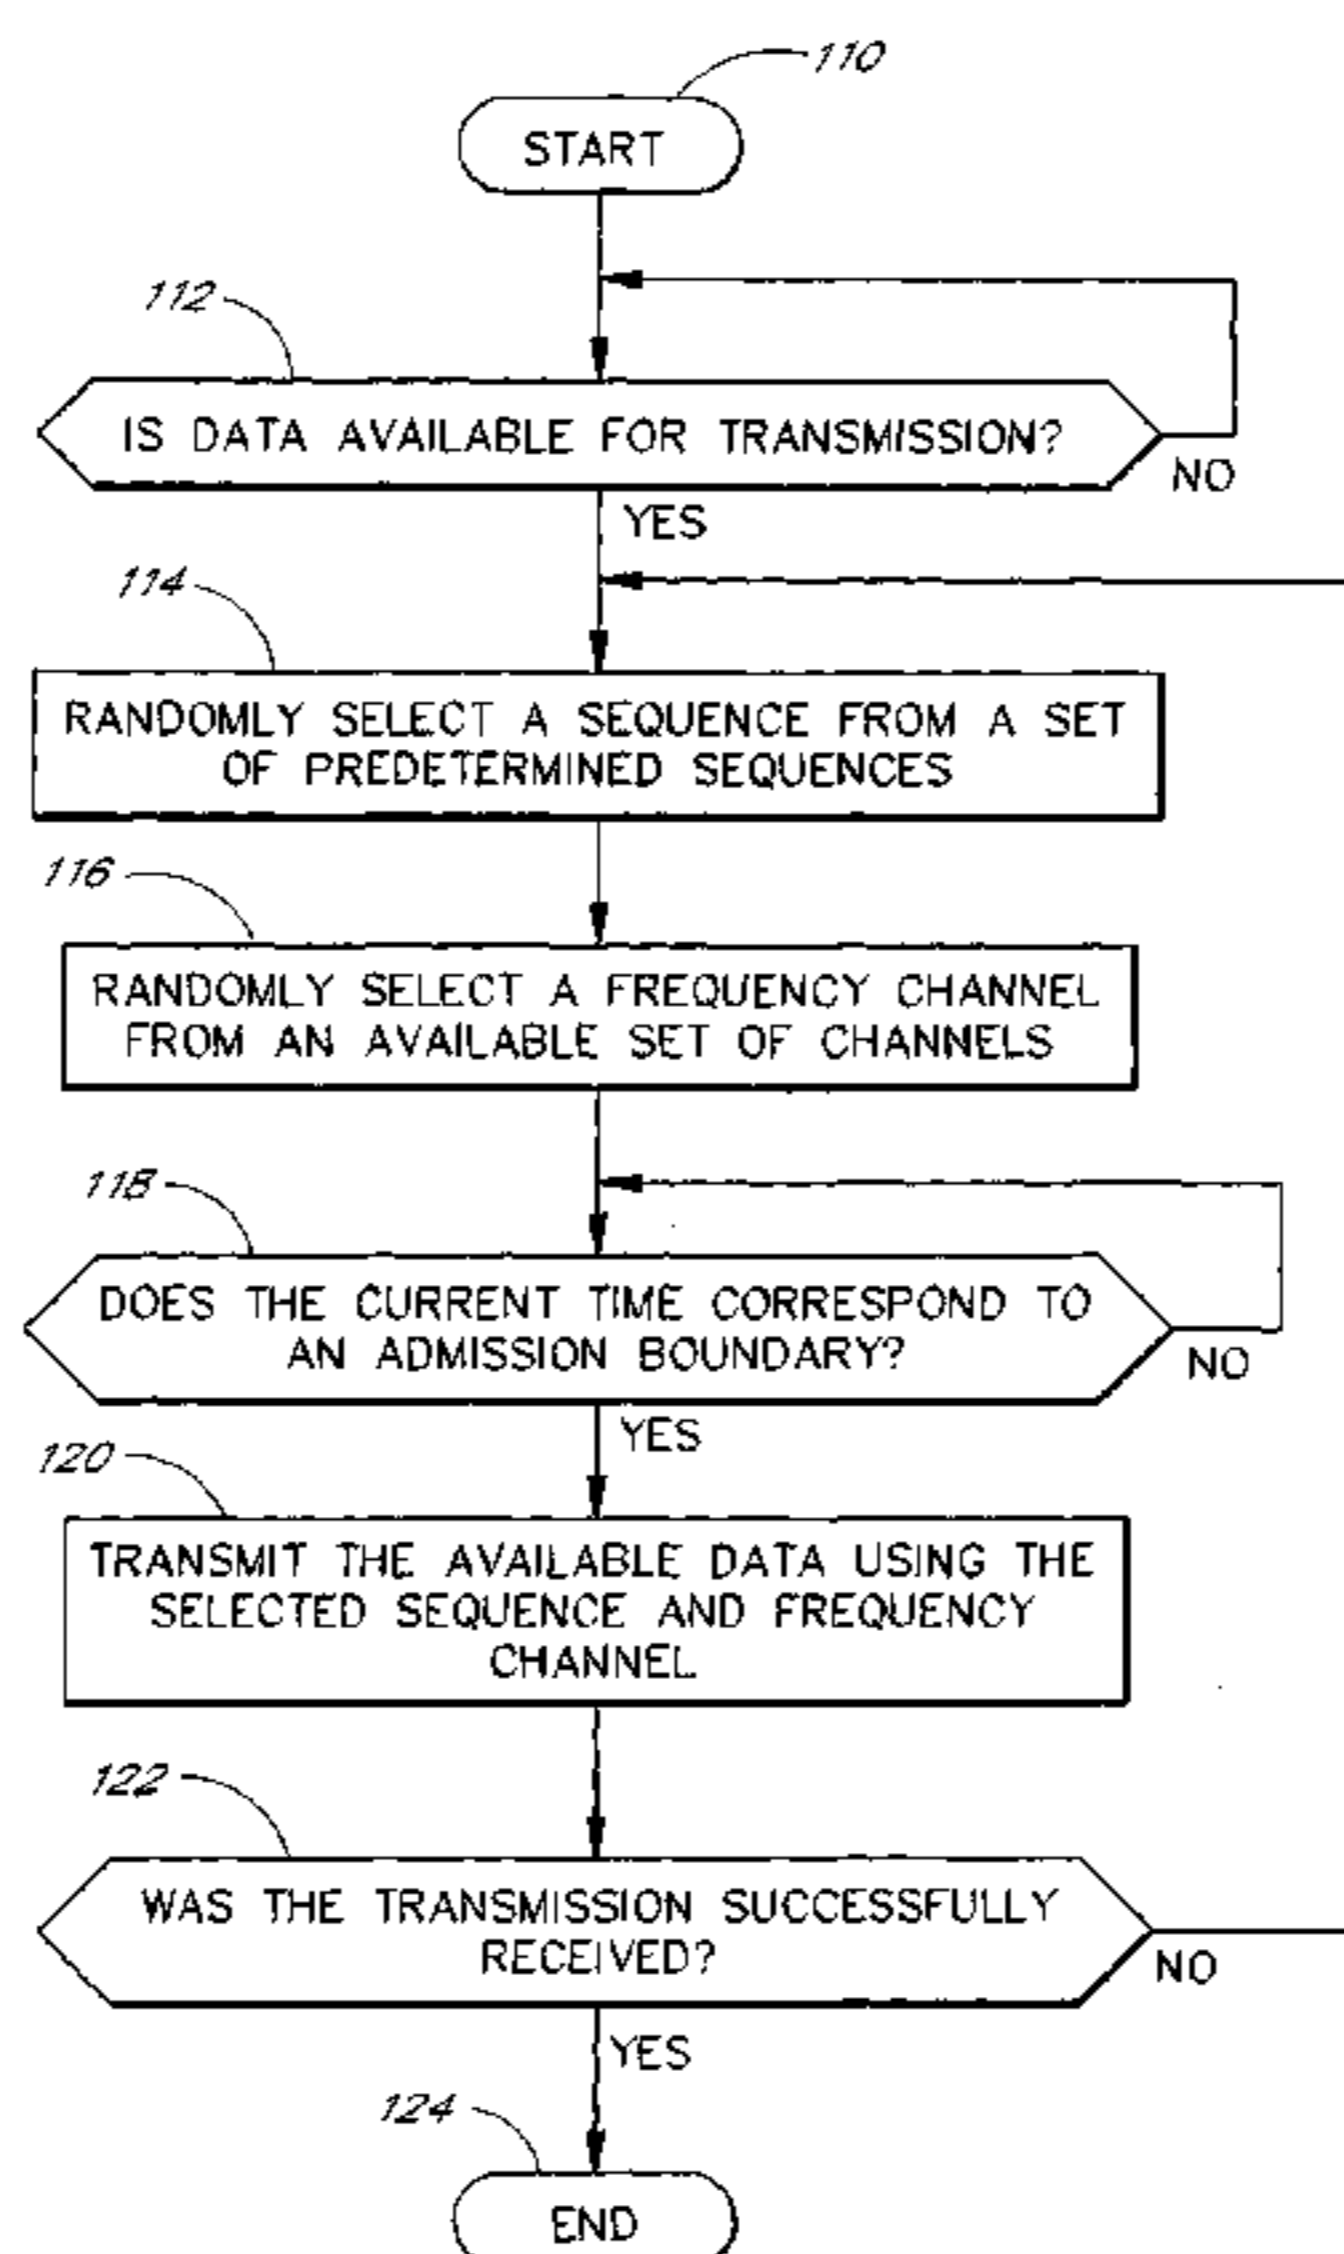 110
START
112
IS DATA AVAILABLE FOR TRANSMISSION?
NO
YES
114
RANDOMLY SELECT A SEQUENCE FROM A SET
OF PREDETERMINED SEQUENCES
116
RANDOMLY SELECT A FREQUENCY CHANNEL
FROM AN AVAILABLE SET OF CHANNELS
118
DOES THE CURRENT TIME CORRESPOND TO
AN ADMISSION BOUNDARY?
NO
YES
120
TRANSMIT THE AVAILABLE DATA USING THE
SELECTED SEQUENCE AND FREQUENCY
CHANNEL
122
WAS THE TRANSMISSION SUCCESSFULLY
RECEIVED?
NO
YES
124
END